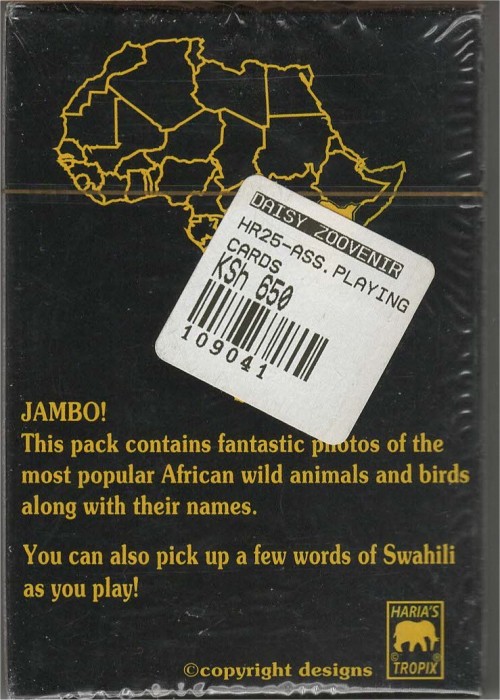 DAISY ZOOVENIR
HR25-ASS. PLAYING
CARDS
KSh 650
109041
JAMBO!
This pack contains fantastic photos of the
most popular African wild animals and birds
along with their names.
You can also pick up a few words of Swahili
as you play!
HARIA'S
©TROPIX
©copyright designs